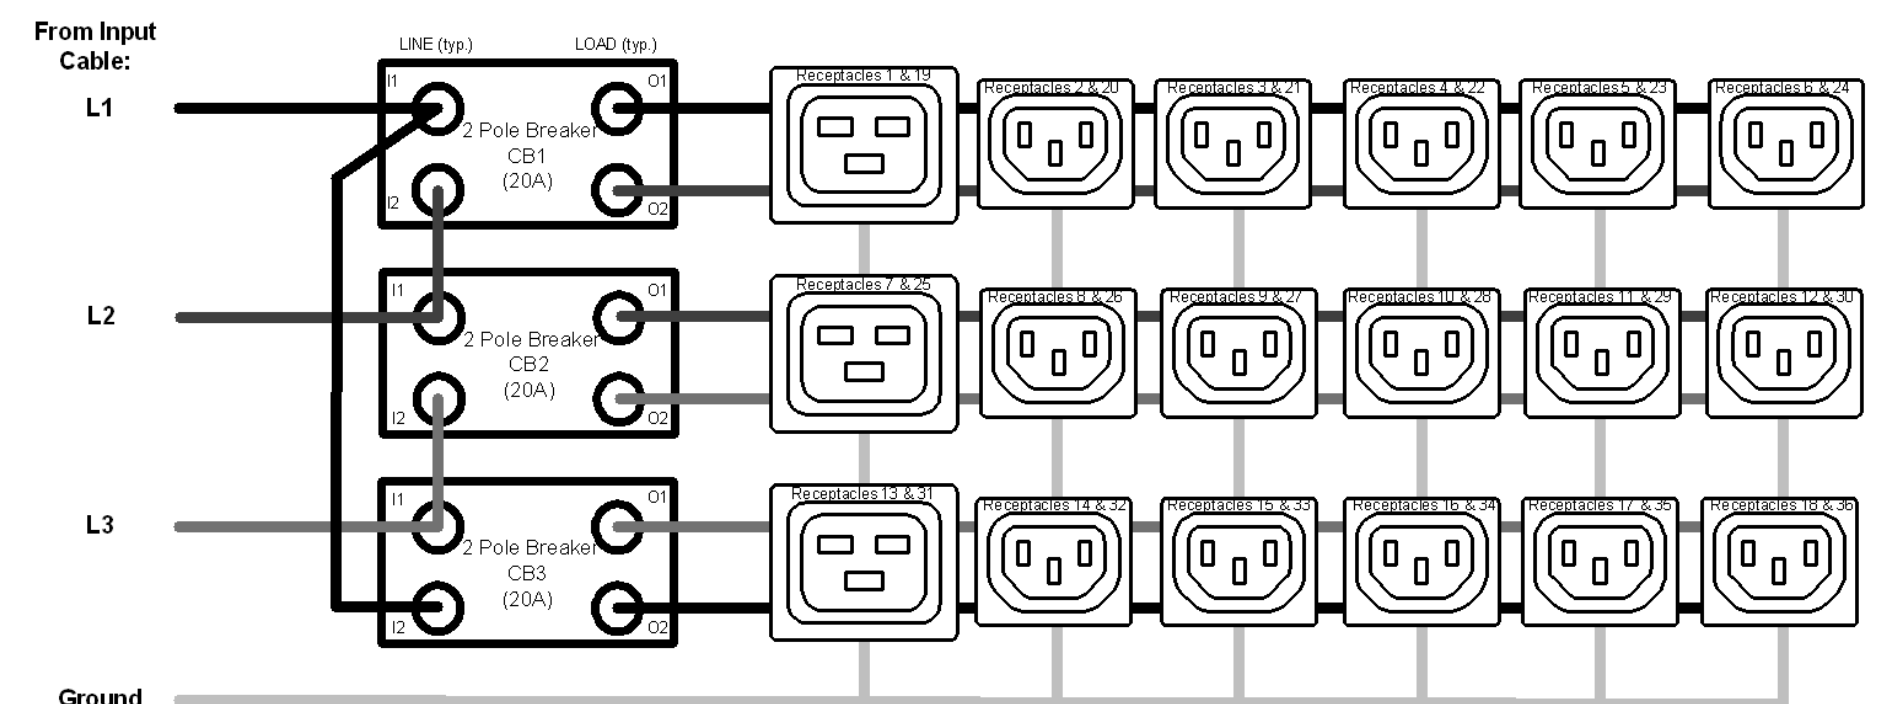 From Input
Cable:
LINE (typ.)
LOAD (typ.)
L1
I1
O1
2 Pole Breaker
CB1
(20A)
I2
O2
Receptacles 1 & 19
Receptacles 2 & 20
Receptacles 3 & 21
Receptacles 4 & 22
Receptacles 5 & 23
Receptacles 6 & 24
L2
I1
O1
2 Pole Breaker
CB2
(20A)
I2
O2
Receptacles 7 & 25
Receptacles 8 & 26
Receptacles 9 & 27
Receptacles 10 & 28
Receptacles 11 & 29
Receptacles 12 & 30
L3
I1
O1
2 Pole Breaker
CB3
(20A)
I2
O2
Receptacles 13 & 31
Receptacles 14 & 32
Receptacles 15 & 33
Receptacles 16 & 34
Receptacles 17 & 35
Receptacles 18 & 36
Ground